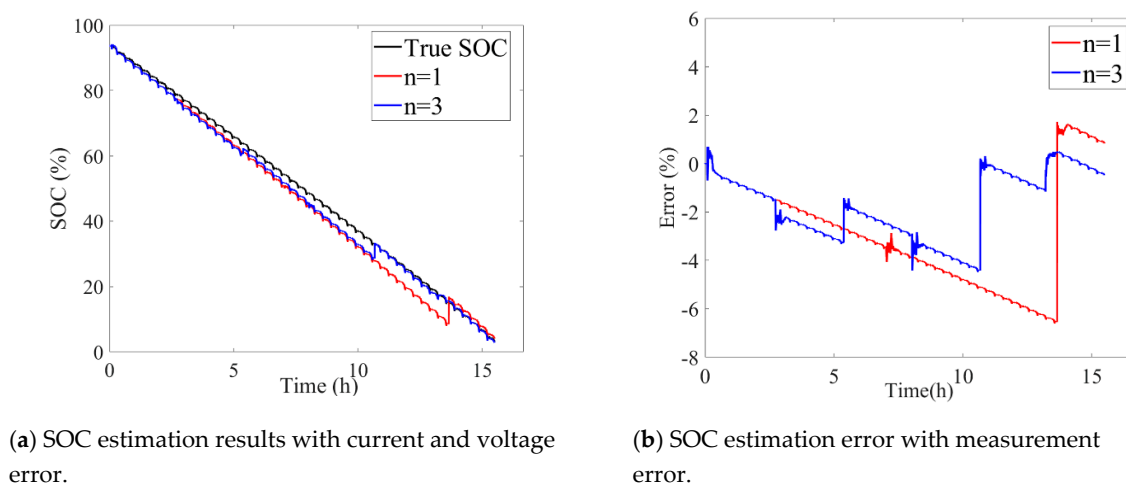 100
80
60
40
20
0
SOC (%)
True SOC
n=1
n=3
0
5
10
15
Time (h)
(a) SOC estimation results with current and voltage
error.
6
4
2
0
-2
-4
-6
-8
Error (%)
n=1
n=3
0
5
10
15
Time(h)
(b) SOC estimation error with measurement
error.